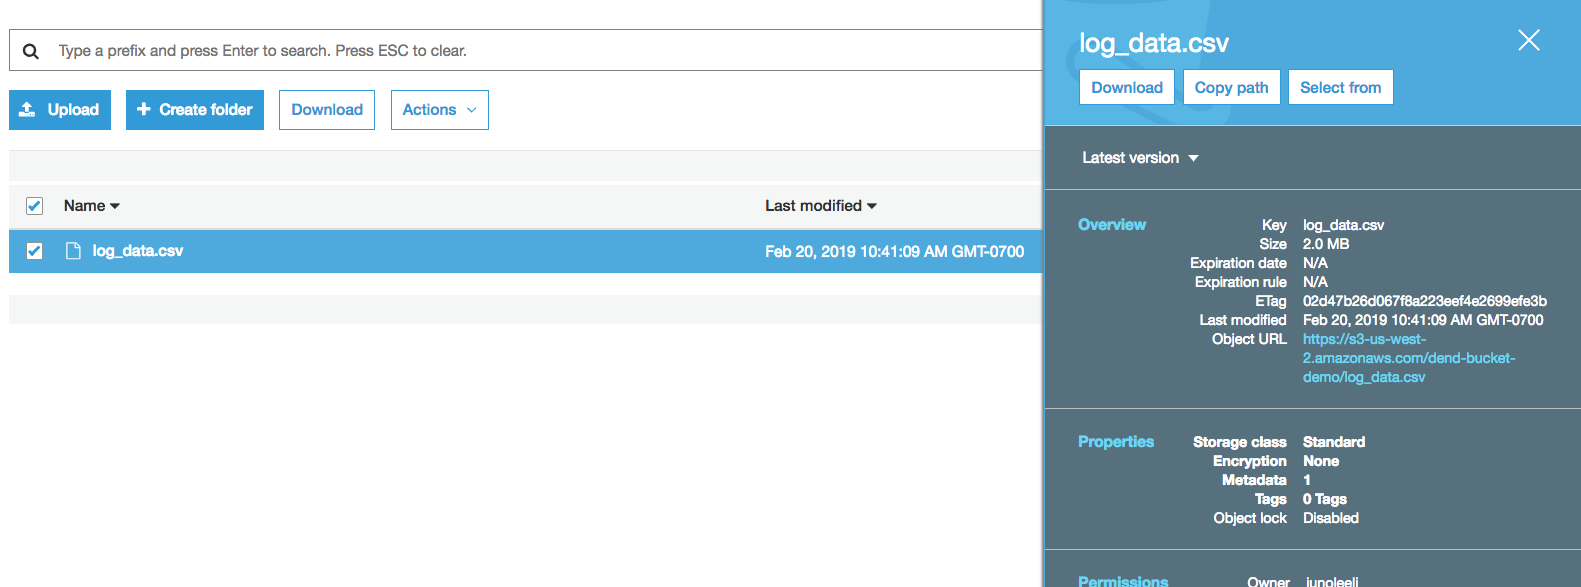 Type a prefix and press Enter to search. Press ESC to clear.
Upload
Create folder
Download
Actions
Name
Last modified
log_data.csv
Feb 20, 2019 10:41:09 AM GMT-0700
log_data.csv
Download
Copy path
Select from
Latest version
Overview
Key log_data.csv
Size 2.0 MB
Expiration date N/A
Expiration rule N/A
ETag 02d47b26d067f8a223eef4e2699efe3b
Last modified Feb 20, 2019 10:41:09 AM GMT-0700
Object URL https://s3-us-west-
2.amazonaws.com/dend-bucket-
demo/log_data.csv
Properties
Storage class Standard
Encryption None
Metadata 1
Tags 0 Tags
Object lock Disabled
Permissions
Owner junoleeli